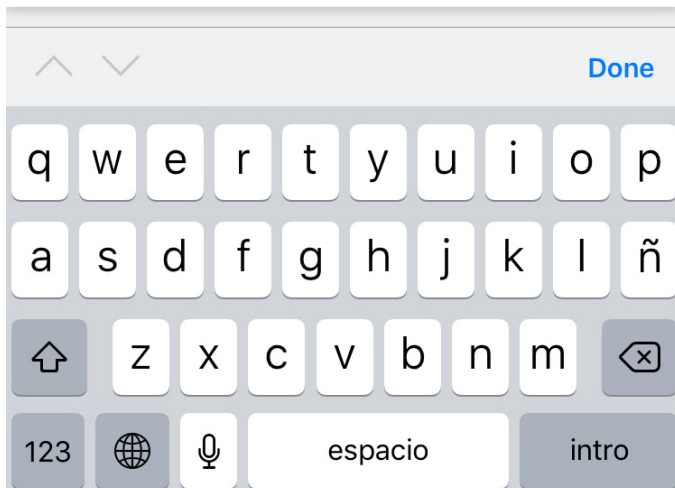 Done
q w e r t y u i o p
a s d f g h j k l ñ
z x c v b n m
123 espacio intro